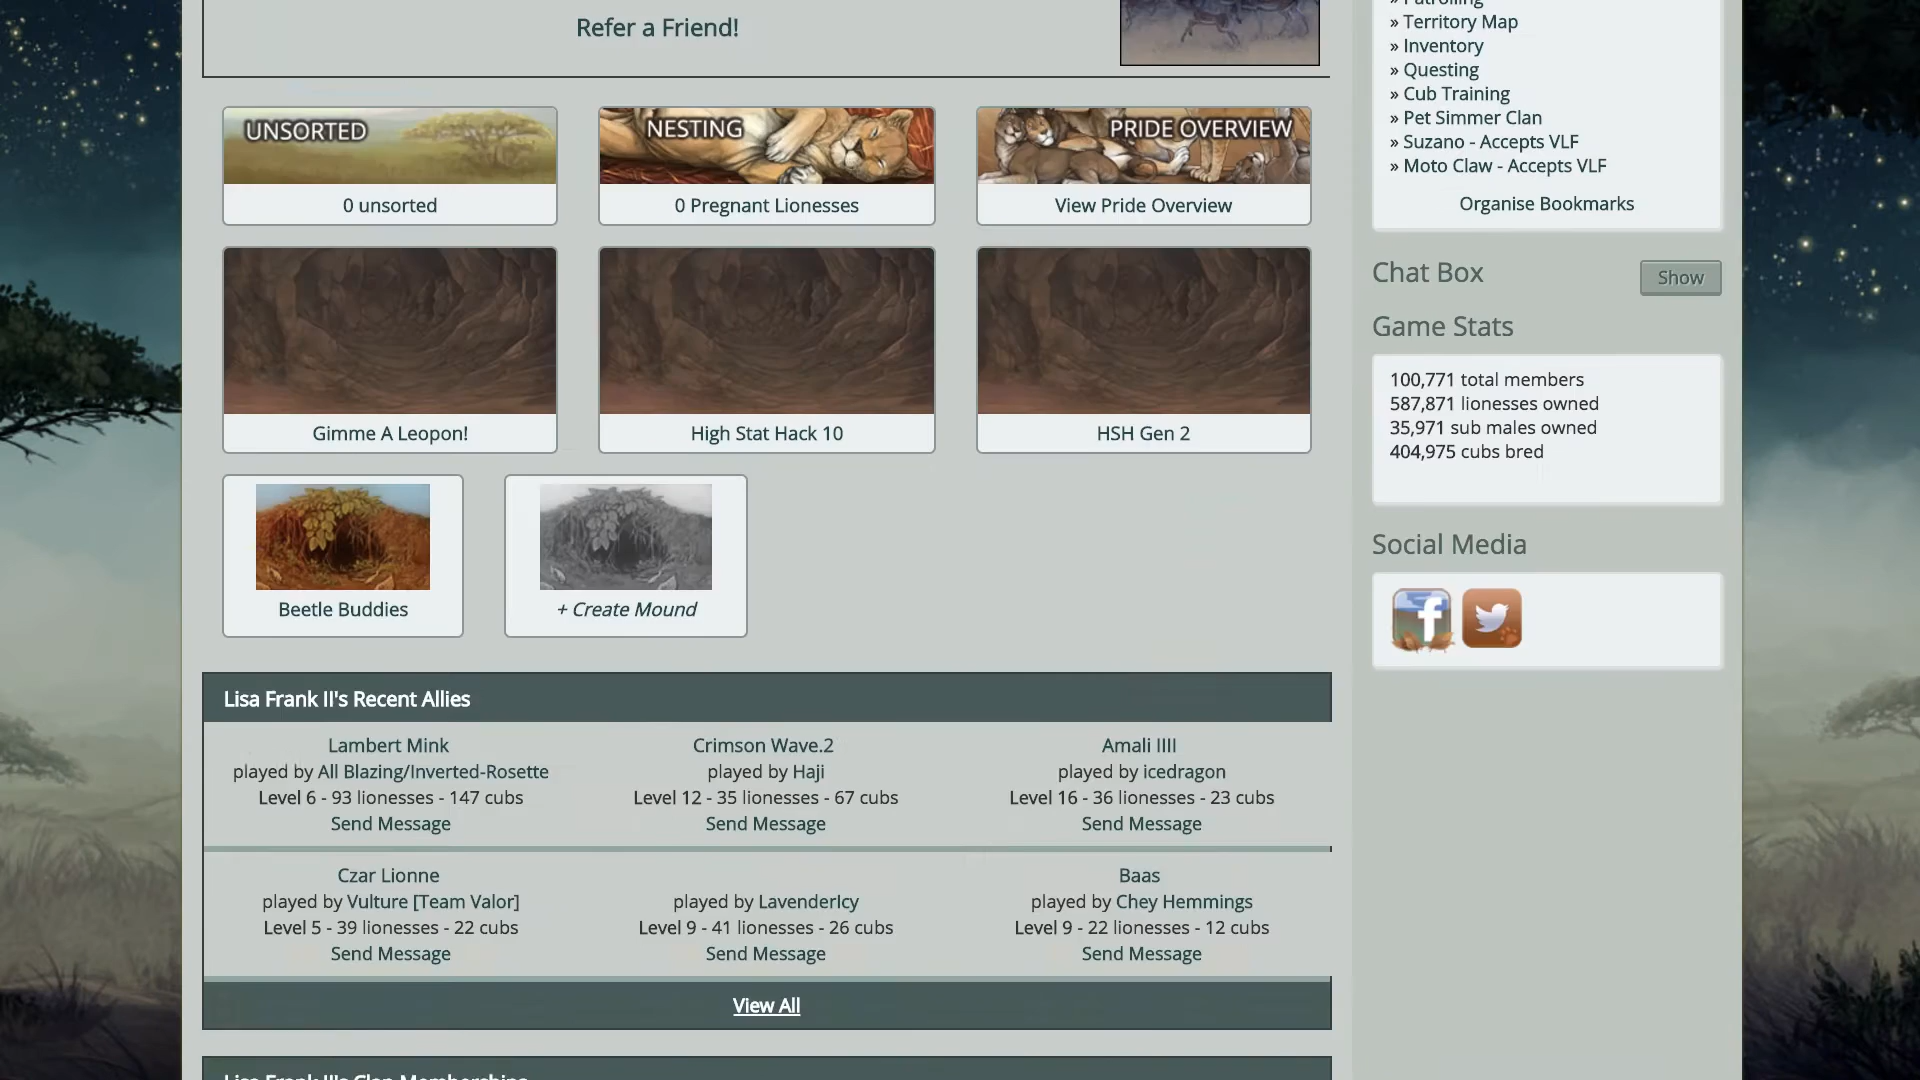 Refer a Friend!
UNSORTED
0 unsorted
NESTING
0 Pregnant Lionesses
PRIDE OVERVIEW
View Pride Overview
Gimme A Leopon!
High Stat Hack 10
HSH Gen 2
Beetle Buddies
+ Create Mound
Lisa Frank II's Recent Allies
Lambert Mink
played by All Blazing/Inverted-Rosette
Level 6 - 93 lionesses - 147 cubs
Send Message
Crimson Wave.2
played by Haji
Level 12 - 35 lionesses - 67 cubs
Send Message
Amali IIII
played by icedragon
Level 16 - 36 lionesses - 23 cubs
Send Message
Czar Lionne
played by Vulture [Team Valor]
Level 5 - 39 lionesses - 22 cubs
Send Message
played by LavenderIcy
Level 9 - 41 lionesses - 26 cubs
Send Message
Baas
played by Chey Hemmings
Level 9 - 22 lionesses - 12 cubs
Send Message
View All
Lisa Frank II's Clan Memberships
» Patrolling
» Territory Map
» Inventory
» Questing
» Cub Training
» Pet Simmer Clan
» Suzano - Accepts VLF
» Moto Claw - Accepts VLF
Organise Bookmarks
Chat Box
Show
Game Stats
100,771 total members
587,871 lionesses owned
35,971 sub males owned
404,975 cubs bred
Social Media